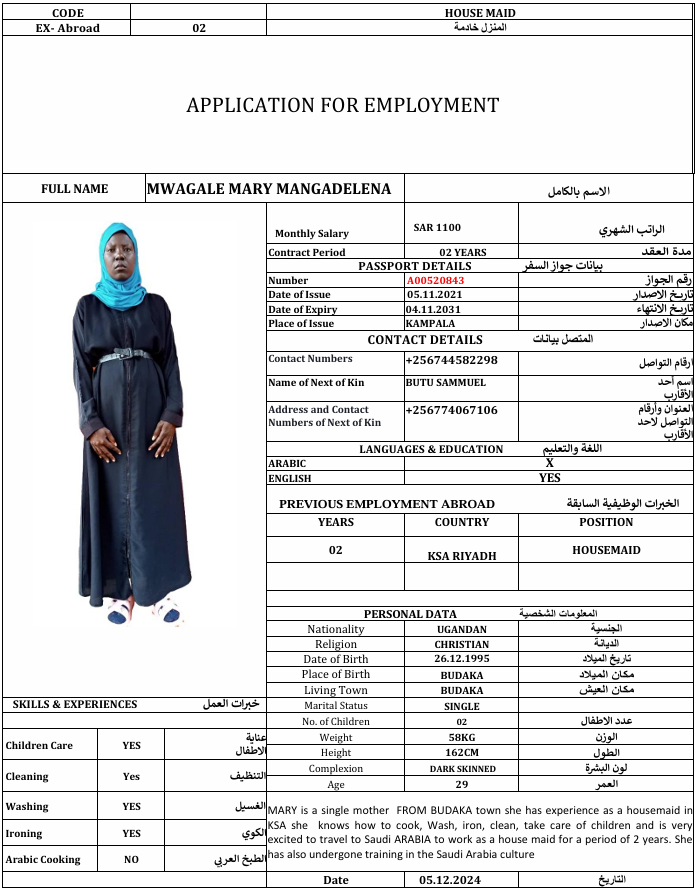 CODE HOUSE MAID
EX- Abroad 02 المنزل خادمة
APPLICATION FOR EMPLOYMENT
FULL NAME MWAGALE MARY MANGADELENA الاسم بالكامل
Monthly Salary SAR 1100 الراتب الشهري
Contract Period 02 YEARS مدة العقد
PASSPORT DETAILS بيانات جواز السفر
Number A00520843 رقم الجواز
Date of Issue 05.11.2021 تاريخ الاصدار
Date of Expiry 04.11.2031 تاريخ الانتهاء
Place of Issue KAMPALA مكان الاصدار
CONTACT DETAILS المتصل بيانات
Contact Numbers +256744582298 ارقام التواصل
Name of Next of Kin BUTU SAMMUEL اسم أحد
الأقارب
Address and Contact +256774067106 العنوان وأرقام
Numbers of Next of Kin التواصل لاحد
الأقارب
LANGUAGES & EDUCATION اللغة والتعليم
ARABIC X
ENGLISH YES
PREVIOUS EMPLOYMENT ABROAD الخبرات الوظيفية السابقة
YEARS COUNTRY POSITION
02 KSA RIYADH HOUSEMAID
PERSONAL DATA المعلومات الشخصية
Nationality UGANDAN الجنسية
Religion CHRISTIAN الديانة
Date of Birth 26.12.1995 تاريخ الميلاد
Place of Birth BUDAKA مكان الميلاد
Living Town BUDAKA مكان العيش
Marital Status SINGLE
No. of Children 02 عدد الاطفال
Weight 58KG الوزن
Height 162CM الطول
Complexion DARK SKINNED لون البشرة
Age 29 العمر
SKILLS & EXPERIENCES خبرات العمل
Children Care YES عناية
الاطفال
Cleaning Yes التنظيف
Washing YES الغسيل
Ironing YES الكوي
Arabic Cooking NO الطبخ العربي
MARY is a single mother FROM BUDAKA town she has experience as a housemaid in
KSA she knows how to cook, Wash, iron, clean, take care of children and is very
excited to travel to Saudi ARABIA to work as a house maid for a period of 2 years. She
has also undergone training in the Saudi Arabia culture
Date 05.12.2024 التاريخ